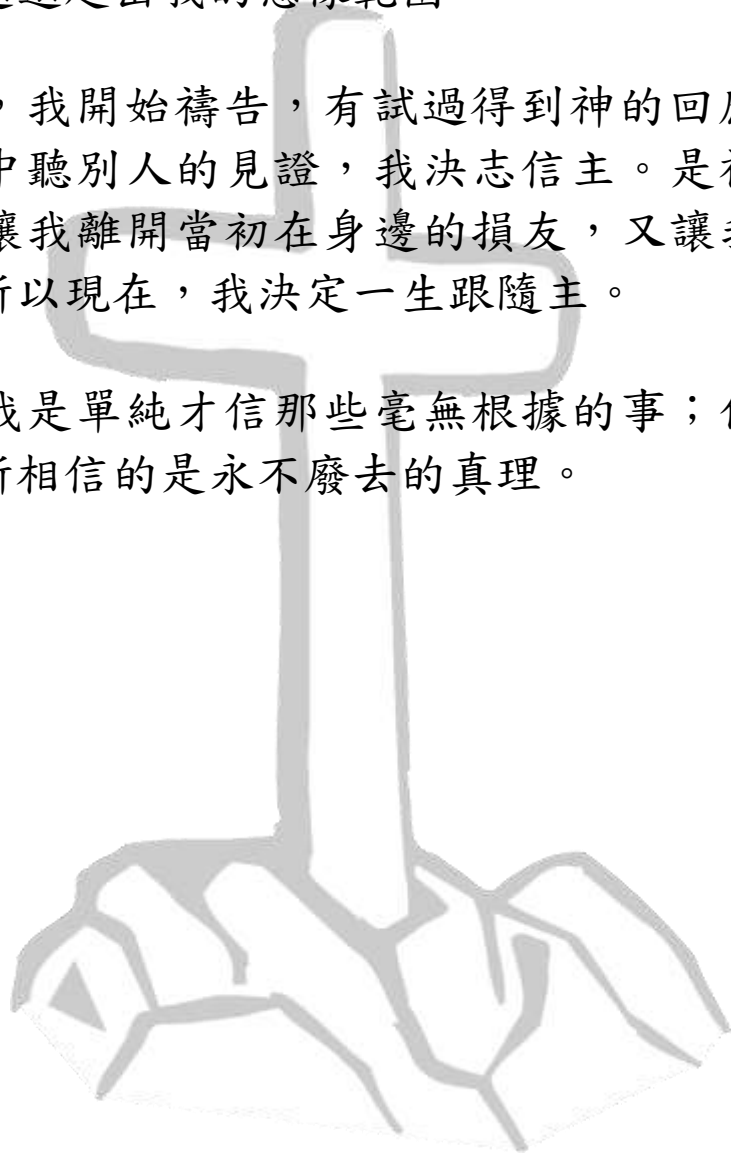 ，我開始禱告，有試過得到神的回
中聽別人的見證，我決志信主。是
讓我離開當初在身邊的損友，又讓
所以現在，我決定一生跟隨主。
我是單純才信那些毫無根據的事；
所相信的是永不廢去的真理。